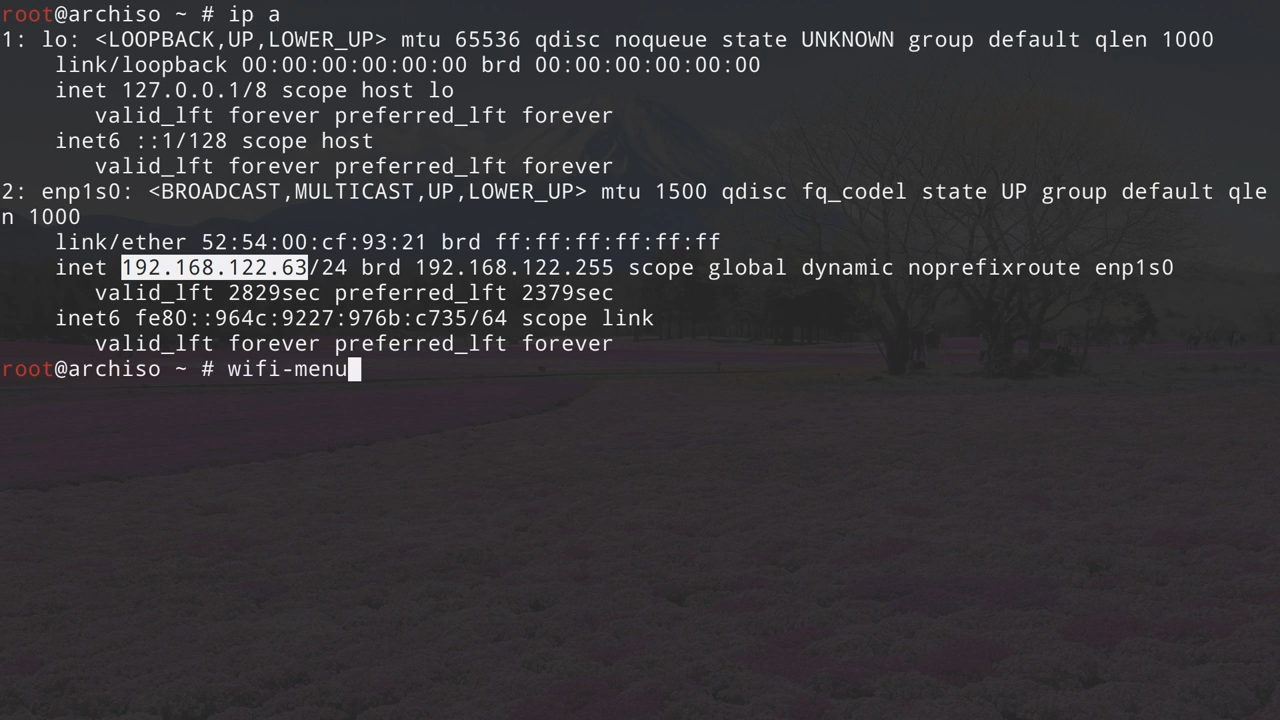 root@archiso ~ # ip a
1: lo: <LOOPBACK,UP,LOWER_UP> mtu 65536 qdisc noqueue state UNKNOWN group default qlen 1000
    link/loopback 00:00:00:00:00:00 brd 00:00:00:00:00:00
    inet 127.0.0.1/8 scope host lo
       valid_lft forever preferred_lft forever
    inet6 ::1/128 scope host
       valid_lft forever preferred_lft forever
2: enp1s0: <BROADCAST,MULTICAST,UP,LOWER_UP> mtu 1500 qdisc fq_codel state UP group default qle
n 1000
    link/ether 52:54:00:cf:93:21 brd ff:ff:ff:ff:ff:ff
    inet 192.168.122.63/24 brd 192.168.122.255 scope global dynamic noprefixroute enp1s0
       valid_lft 2829sec preferred_lft 2379sec
    inet6 fe80::964c:9227:976b:c735/64 scope link
       valid_lft forever preferred_lft forever
root@archiso ~ # wifi-menu